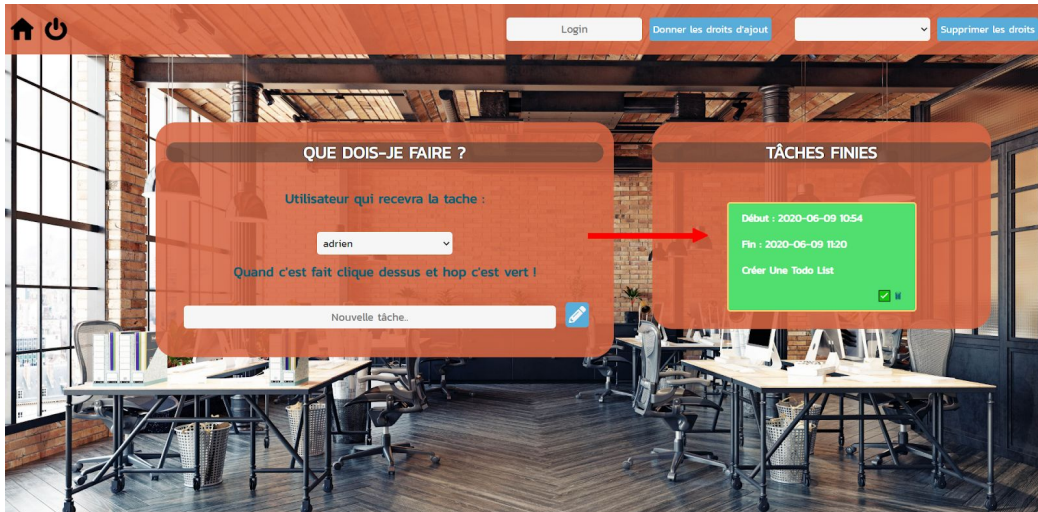 Login
Donner les droits d'ajout
Supprimer les droits
QUE DOIS-JE FAIRE ?
Utilisateur qui recevra la tache :
adrien
Quand c'est fait clique dessus et hop c'est vert !
Nouvelle tâche..
TÂCHES FINIES
Début : 2020-06-09 10:54
Fin : 2020-06-09 11:20
Créer Une Todo List